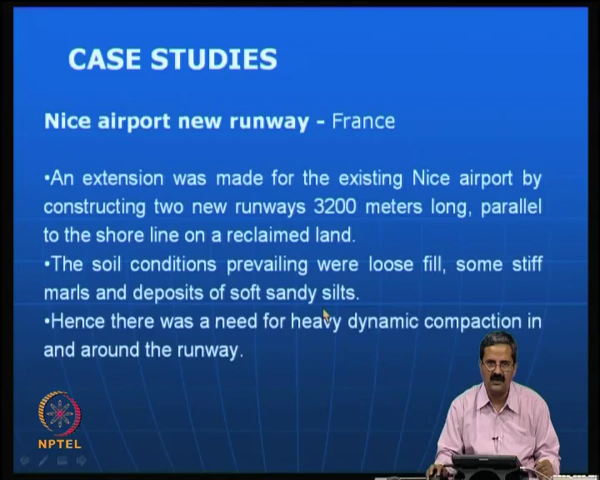 CASE STUDIES
Nice airport new runway - France
•An extension was made for the existing Nice airport by
constructing two new runways 3200 meters long, parallel
to the shore line on a reclaimed land.
•The soil conditions prevailing were loose fill, some stiff
marls and deposits of soft sandy silts.
•Hence there was a need for heavy dynamic compaction in
and around the runway.
NPTEL